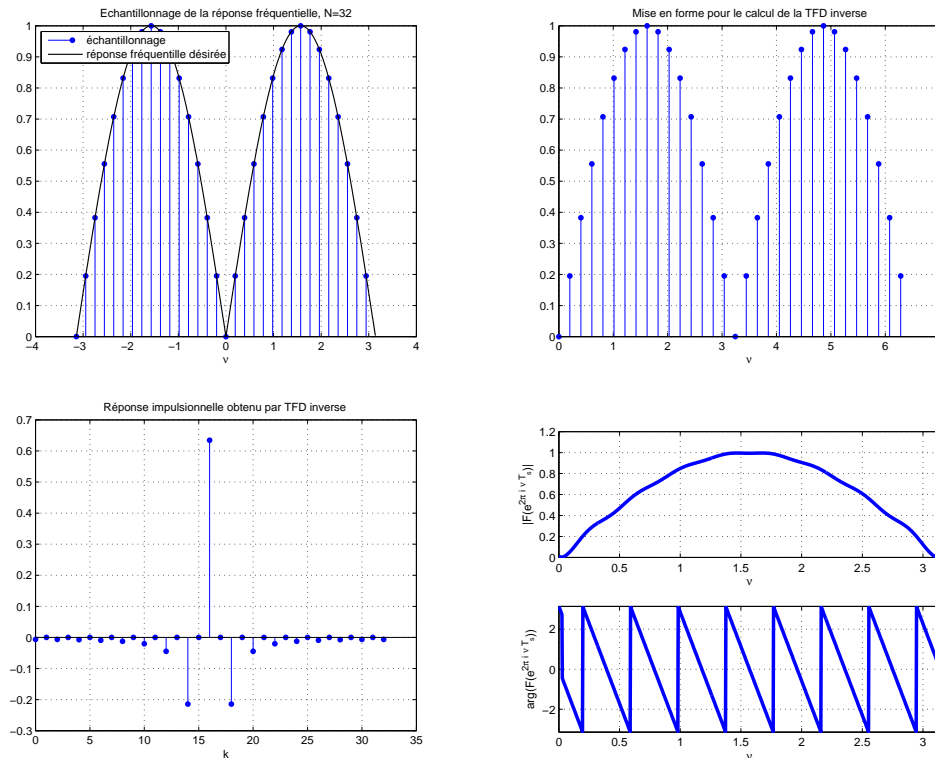 Echantillonnage de la réponse fréquentielle, N=32
échantillonnage
réponse fréquentille désirée
1
0.9
0.8
0.7
0.6
0.5
0.4
0.3
0.2
0.1
0
−4 −3 −2 −1 0 1 2 3 4
ν
Mise en forme pour le calcul de la TFD inverse
1
0.9
0.8
0.7
0.6
0.5
0.4
0.3
0.2
0.1
0
0 1 2 3 4 5 6
ν
Réponse impulsionnelle obtenu par TFD inverse
0.7
0.6
0.5
0.4
0.3
0.2
0.1
0
−0.1
−0.2
−0.3
0 5 10 15 20 25 30 35
k
|F(e^{2π i ν T_s})|
1.2
1
0.8
0.6
0.4
0.2
0
0 0.5 1 1.5 2 2.5 3
ν
arg(F(e^{2π i ν T_s}))
2
0
−2
0 0.5 1 1.5 2 2.5 3
ν